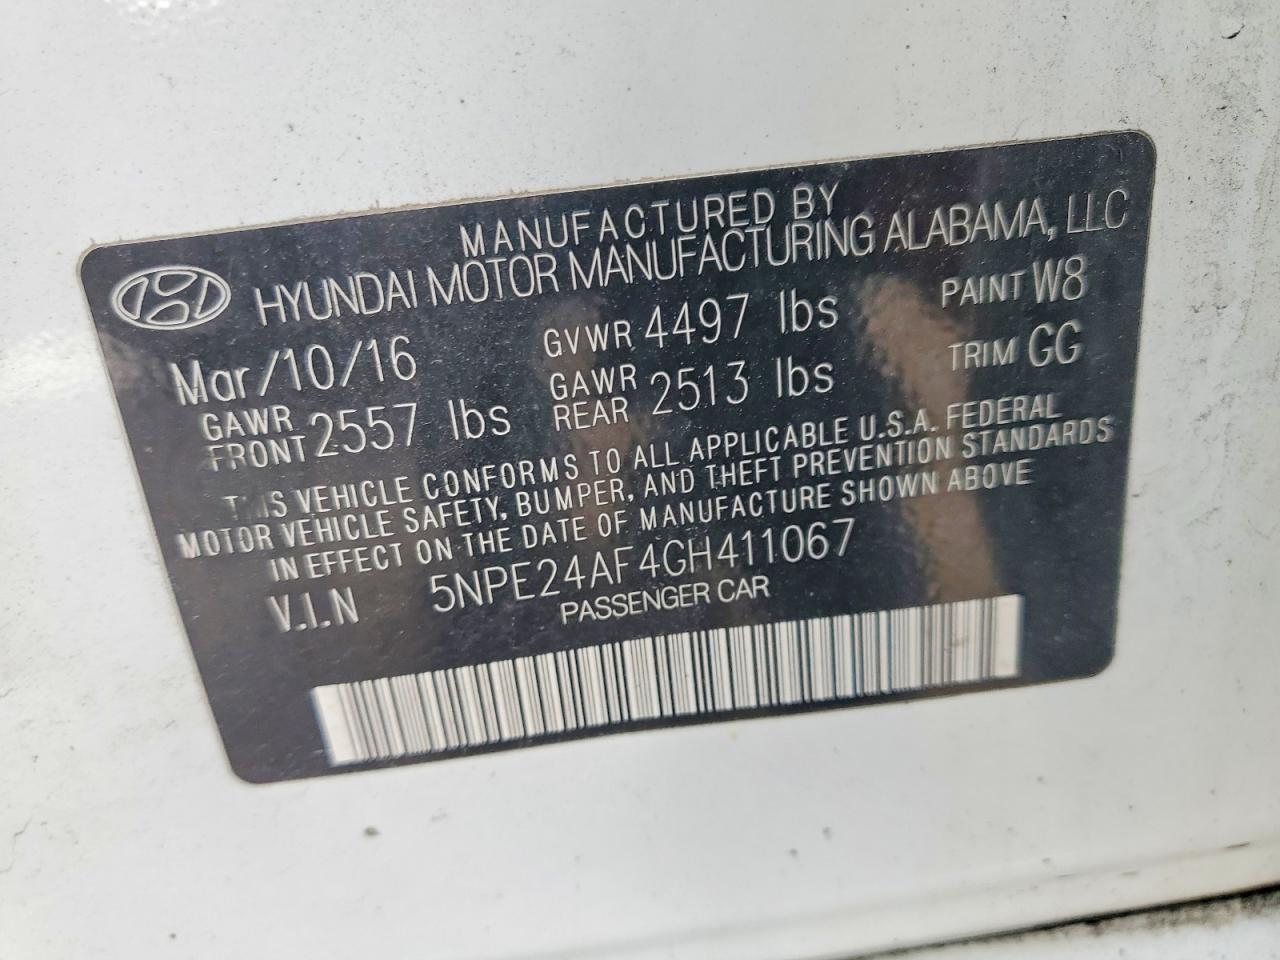 MANUFACTURED BY
HYUNDAI MOTOR MANUFACTURING ALABAMA, LLC
Mar/10/16 GVWR 4497 lbs PAINT W8
GAWR FRONT 2557 lbs GAWR REAR 2513 lbs TRIM GG
THIS VEHICLE CONFORMS TO ALL APPLICABLE U.S.A. FEDERAL
MOTOR VEHICLE SAFETY, BUMPER, AND THEFT PREVENTION STANDARDS
IN EFFECT ON THE DATE OF MANUFACTURE SHOWN ABOVE
V.I.N 5NPE24AF4GH411067
PASSENGER CAR